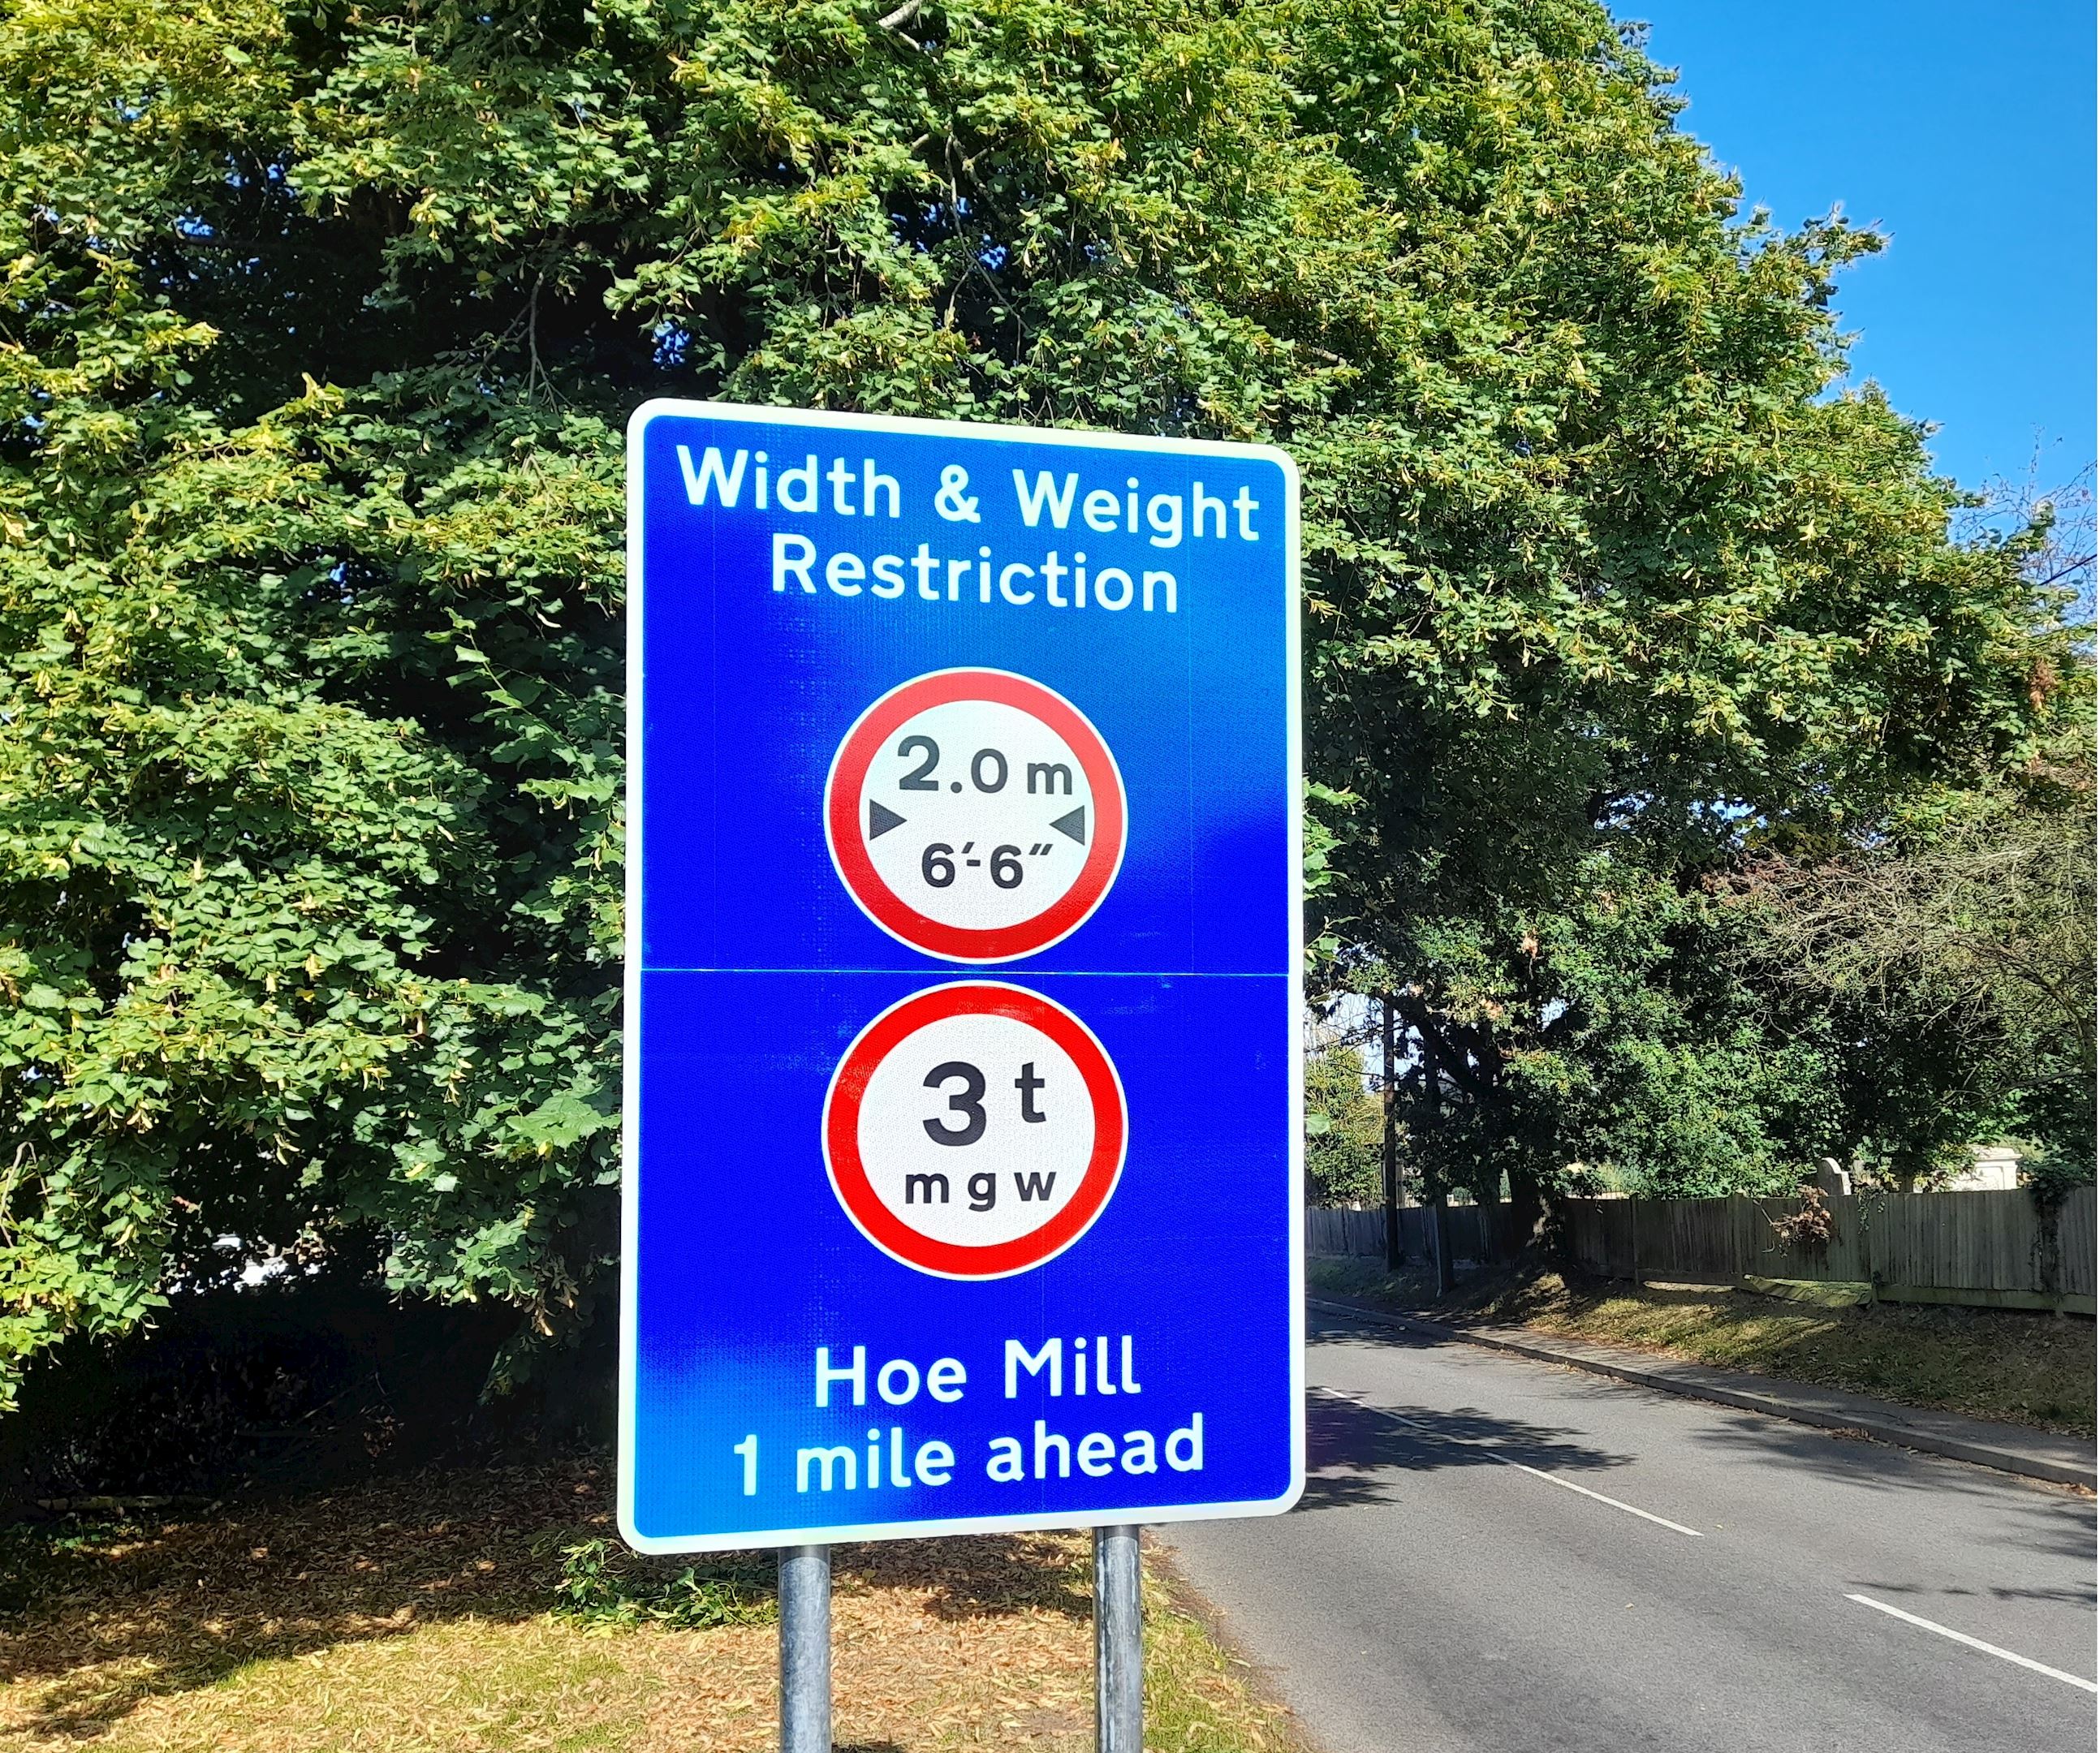 Width & Weight
Restriction
2.0 m
6′-6″
3 t
m g w
Hoe Mill
1 mile ahead